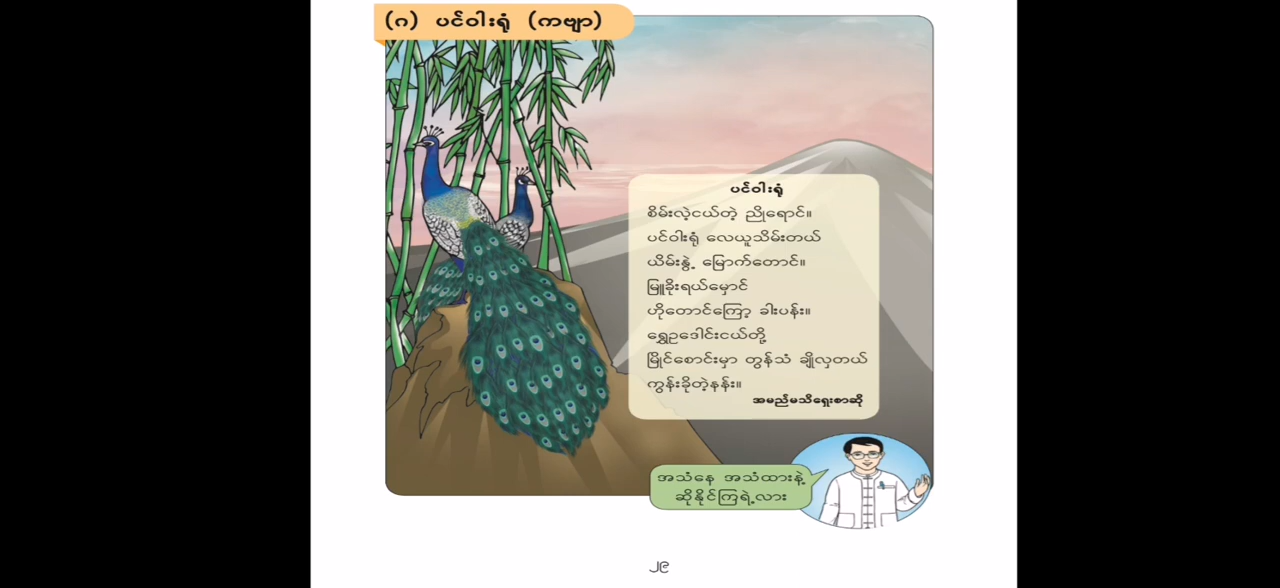 (ဂ) ပင်ဝါးရုံ (ကဗျာ)
ပင်ဝါးရုံ
စိမ်းလဲ့ငယ်တဲ့ ညိုရောင်။
ပင်ဝါးရုံ လေယူသိမ်းတယ်
ယိမ်းနွဲ့ မြောက်တောင်။
မြူခိုးရယ်မှောင်
ဟိုတောင်ကြော့ ခါးပန်း။
ရွှေဥဒေါင်းငယ်တို့
မြိုင်စောင်းမှာ တွန်သံ ချိုလှတယ်
ကွန်းခိုတဲ့နန်း။
အမည်မသိရှေးစာဆို
အသံနေ အသံထားနဲ့
ဆိုနိုင်ကြရဲ့လား
၂၉